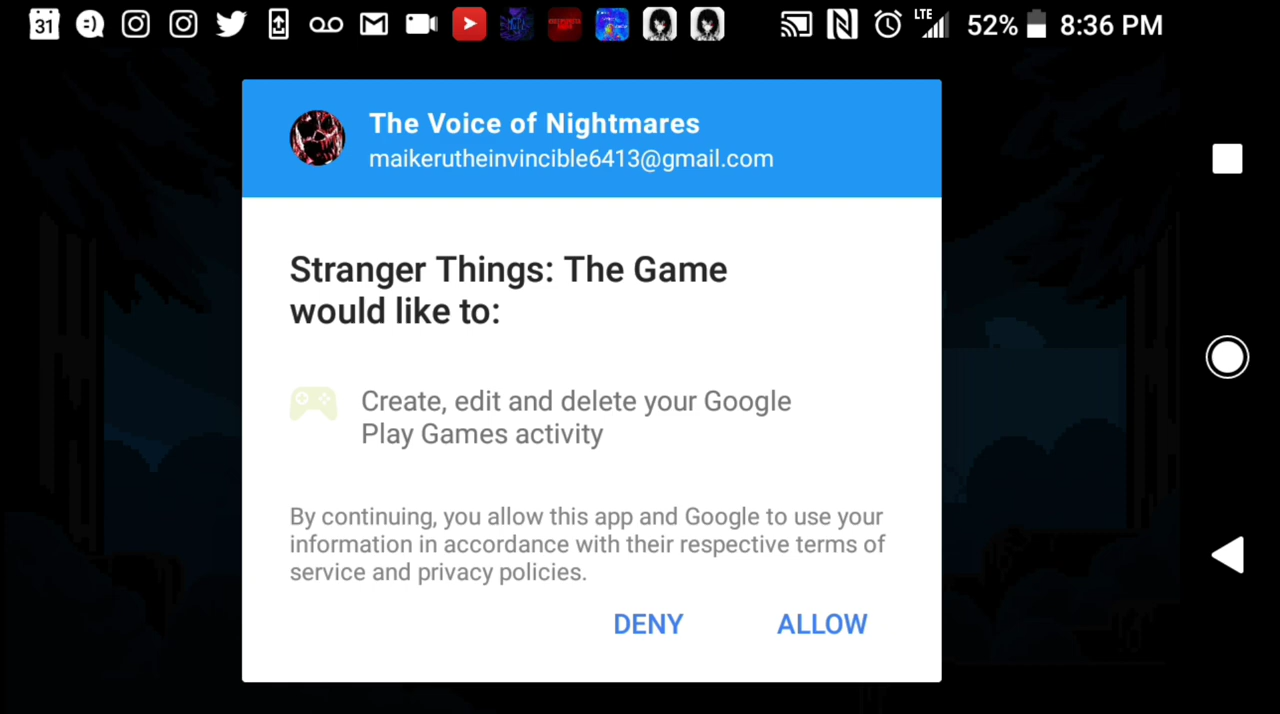 31 LTE 52% 8:36 PM
The Voice of Nightmares
maikerutheinvincible6413@gmail.com
Stranger Things: The Game
would like to:
Create, edit and delete your Google
Play Games activity
By continuing, you allow this app and Google to use your
information in accordance with their respective terms of
service and privacy policies.
DENY ALLOW